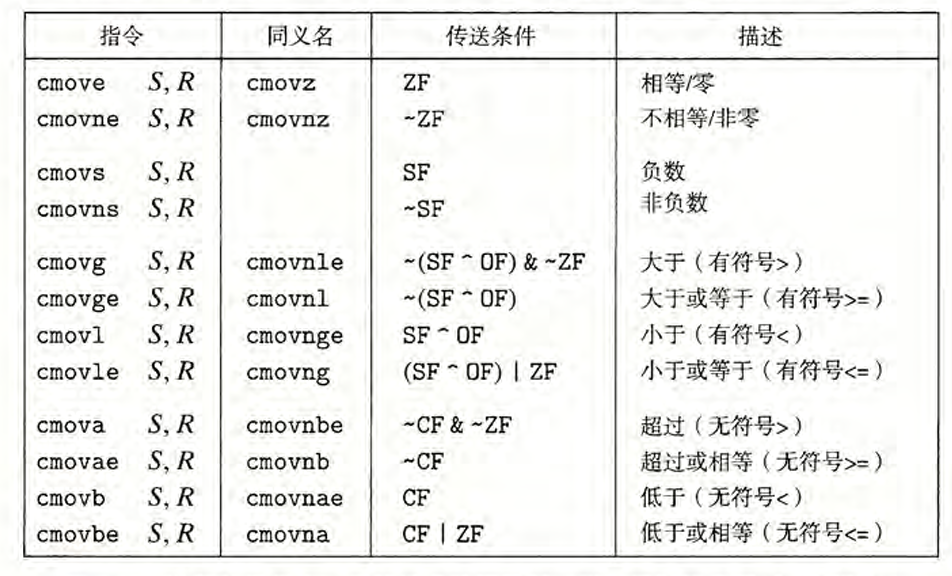 指令 同义名 传送条件 描述
cmove S, R cmovz ZF 相等/零
cmovne S, R cmovnz ~ZF 不相等/非零
cmovs S, R SF 负数
cmovns S, R ~SF 非负数
cmovg S, R cmovnle ~(SF ^ OF) & ~ZF 大于（有符号>）
cmovge S, R cmovnl ~(SF ^ OF) 大于或等于（有符号>=）
cmovl S, R cmovnge SF ^ OF 小于（有符号<）
cmovle S, R cmovng (SF ^ OF) | ZF 小于或等于（有符号<=）
cmova S, R cmovnbe ~CF & ~ZF 超过（无符号>）
cmovae S, R cmovnb ~CF 超过或相等（无符号>=）
cmovb S, R cmovnae CF 低于（无符号<）
cmovbe S, R cmovna CF | ZF 低于或相等（无符号<=）